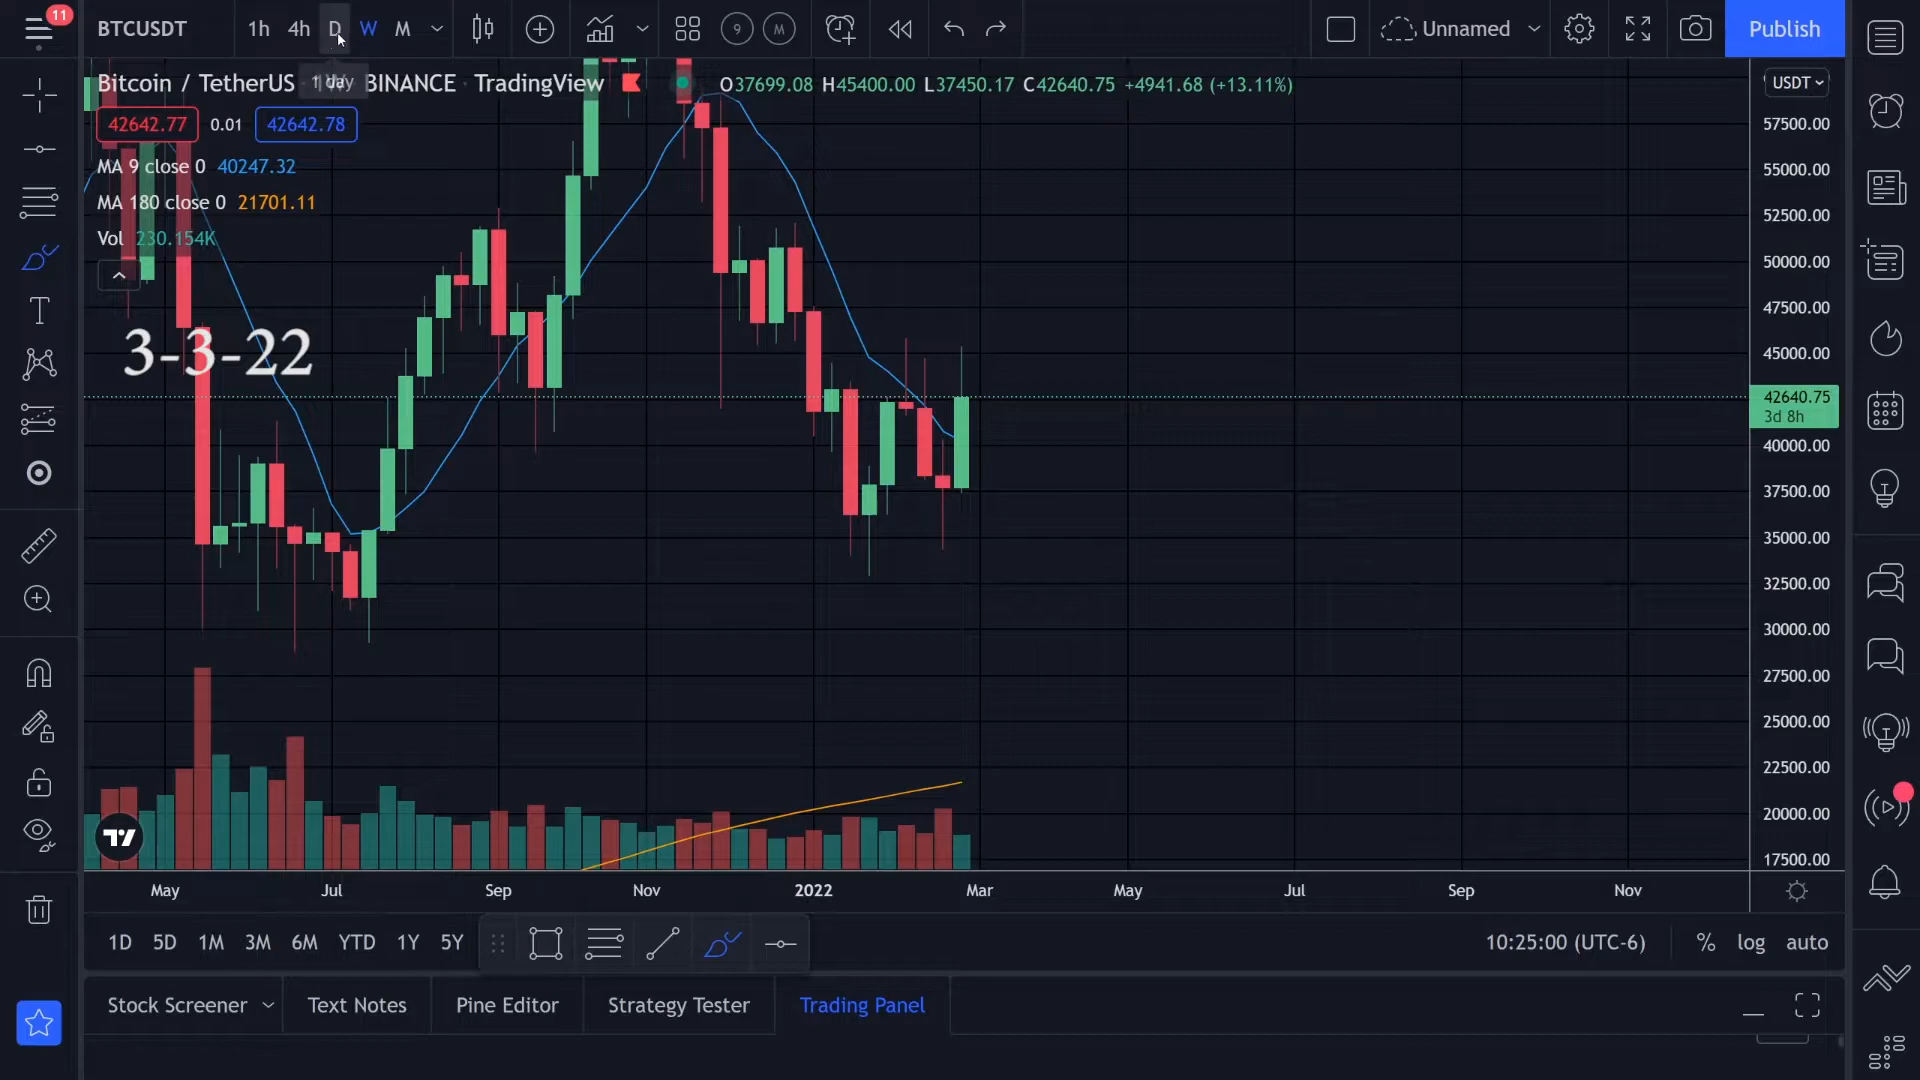 11
BTCUSDT 1h 4h D W M 9 M Unnamed Publish
Bitcoin / TetherUS 1 day BINANCE TradingView O37699.08 H45400.00 L37450.17 C42640.75 +4941.68 (+13.11%) USDT
42642.77 0.01 42642.78
MA 9 close 0 40247.32
MA 180 close 0 21701.11
Vol 230.154K
3-3-22
57500.00
55000.00
52500.00
50000.00
47500.00
45000.00
42640.75
3d 8h
40000.00
37500.00
35000.00
32500.00
30000.00
27500.00
25000.00
22500.00
20000.00
17500.00
May Jul Sep Nov 2022 Mar May Jul Sep Nov
1D 5D 1M 3M 6M YTD 1Y 5Y 10:25:00 (UTC-6) % log auto
Stock Screener Text Notes Pine Editor Strategy Tester Trading Panel